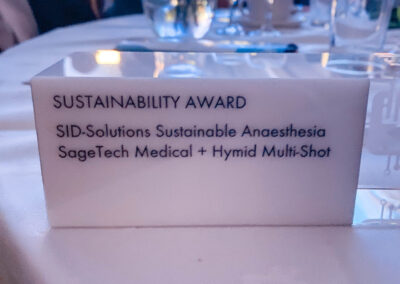 SUSTAINABILITY AWARD
SID-Solutions Sustainable Anaesthesia
SageTech Medical + Hymid Multi-Shot